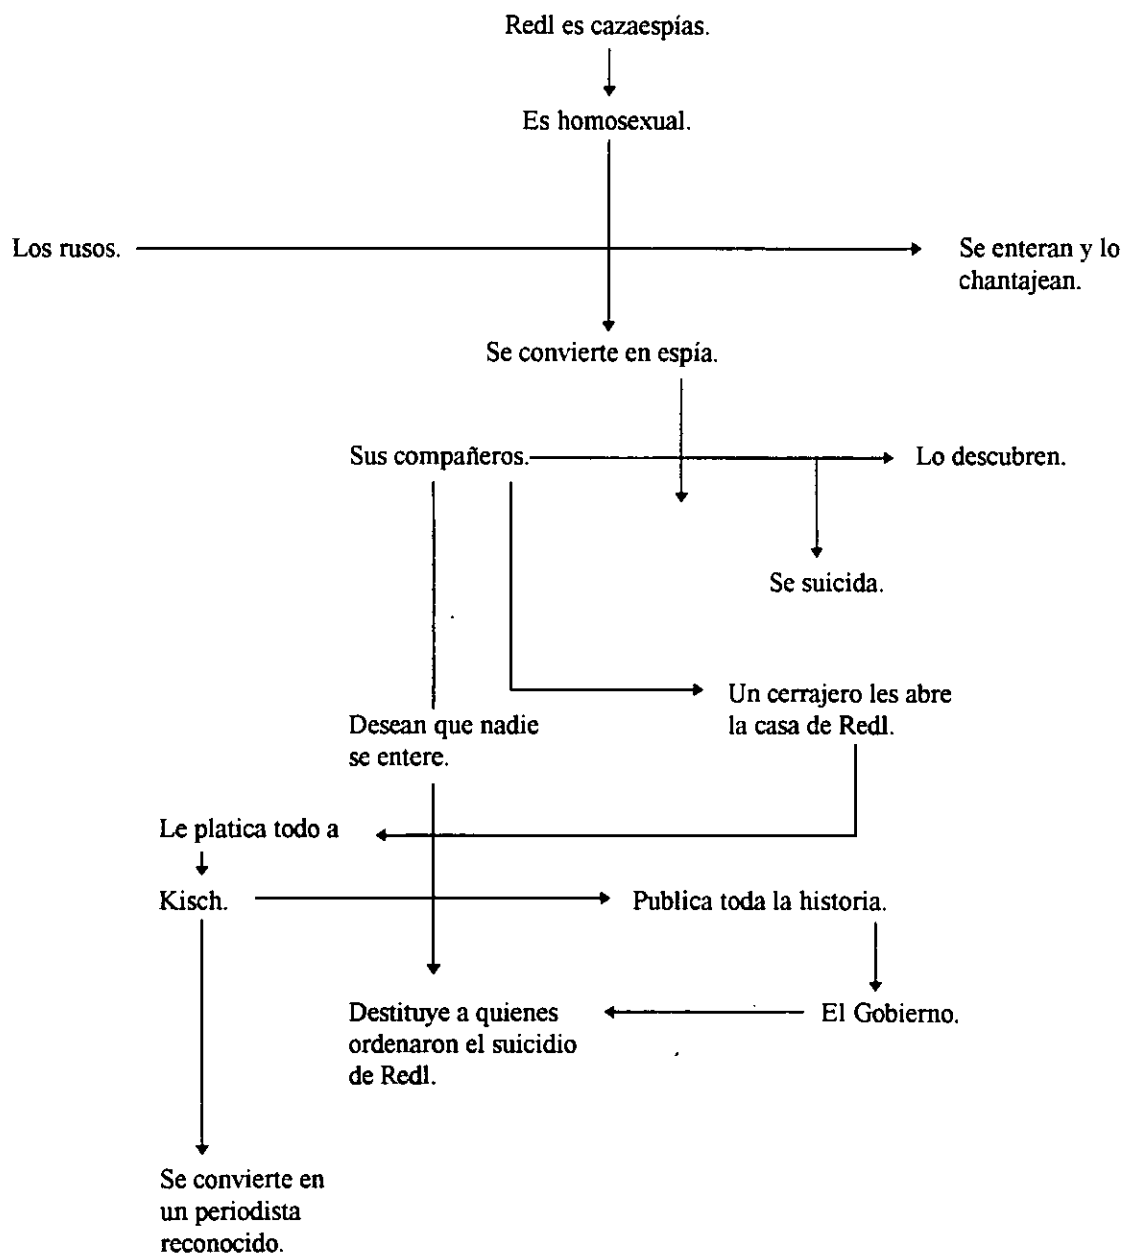 Redl es cazaespías.
Es homosexual.
Los rusos.
Se enteran y lo
chantajean.
Se convierte en espía.
Sus compañeros.
Lo descubren.
Se suicida.
Un cerrajero les abre
la casa de Redl.
Desean que nadie
se entere.
Le platica todo a
Kisch.
Publica toda la historia.
El Gobierno.
Destituye a quienes
ordenaron el suicidio
de Redl.
Se convierte en
un periodista
reconocido.